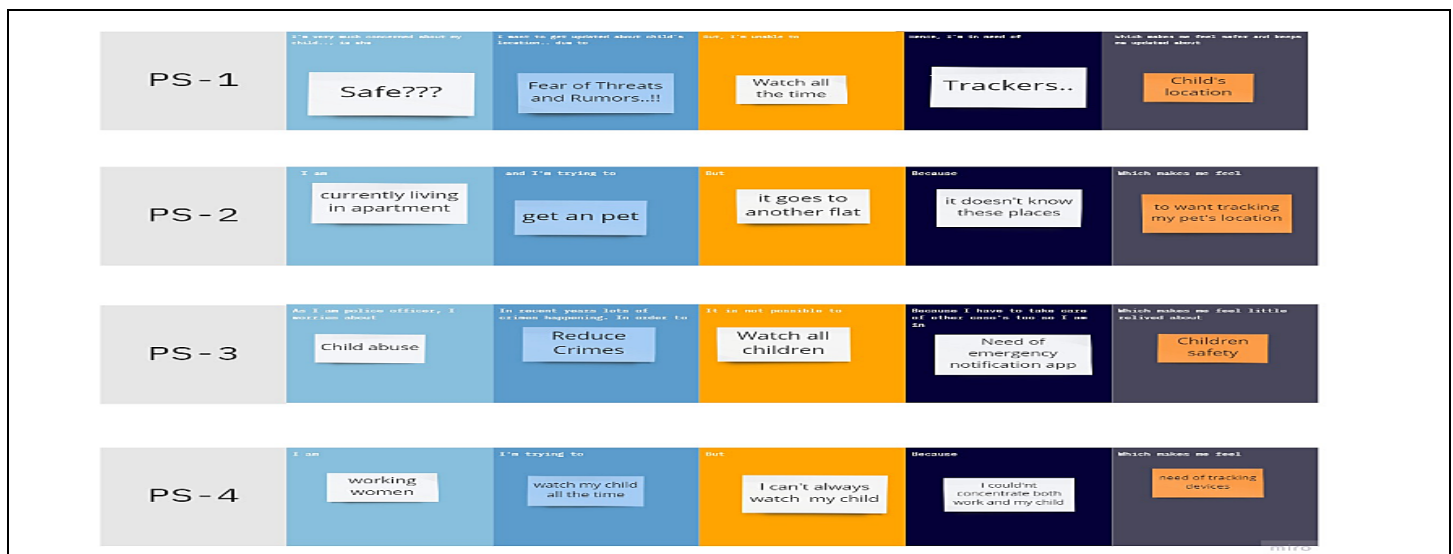 I'm very much concerned about my
child... is she
I want to get updated about child's
location.. due to
But, I'm unable to
Hence, I'm in need of
Which makes me feel safer and keeps
me updated about
PS-1
Safe???
Fear of Threats
and Rumors..!!
Watch all
the time
Trackers..
Child's
location
I am
and I'm trying to
But
Because
Which makes me feel
PS-2
currently living
in apartment
get an pet
it goes to
another flat
it doesn't know
these places
to want tracking
my pet's location
As I am police officer, I
worries about
In recent years lots of
crimes happening. In order to
It is not possible to
Because I have to take care
of other case's too so I am
in
Which makes me feel little
relived about
PS-3
Child abuse
Reduce
Crimes
Watch all
children
Need of
emergency
notification app
Children
safety
I am
I'm trying to
But
Because
Which makes me feel
PS-4
working
women
watch my child
all the time
I can't always
watch my child
I could'nt
concentrate both
work and my child
need of tracking
devices
miro